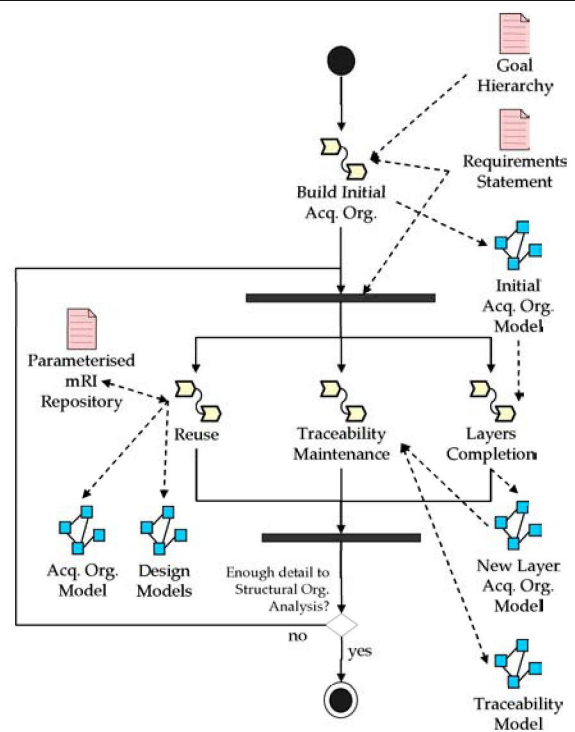 Goal
Hierarchy
Requirements
Statement
Build Initial
Acq. Org.
Initial
Acq. Org.
Model
Parameterised
mRI
Repository
Reuse
Traceability
Maintenance
Layers
Completion
Acq. Org.
Model
Design
Models
New Layer
Acq. Org.
Model
Enough detail to
Structural Org.
Analysis?
no
yes
Traceability
Model